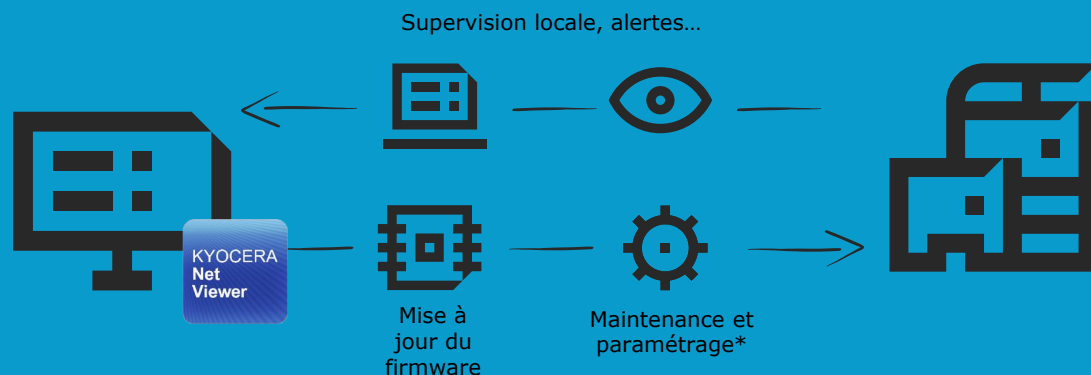 Supervision locale, alertes…
KYOCERA
Net
Viewer
Mise à
jour du
firmware
Maintenance et
paramétrage*